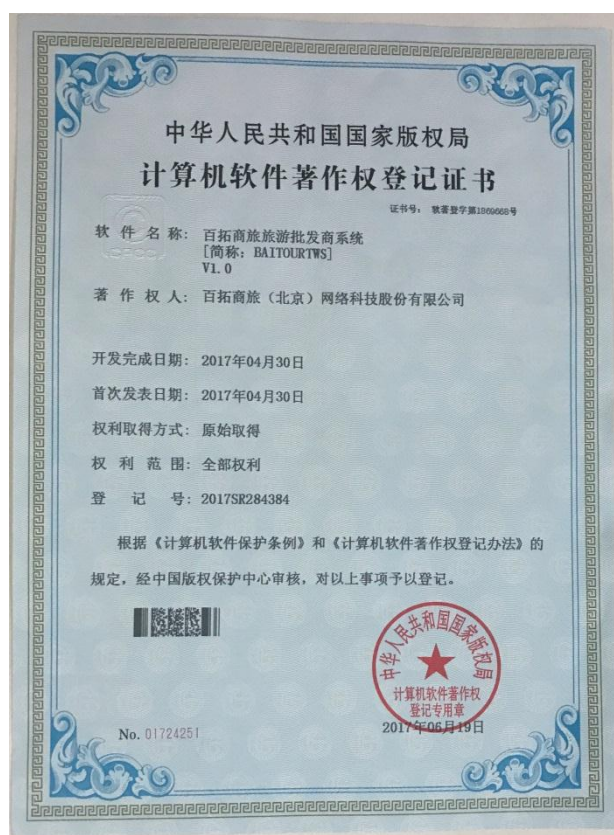 中华人民共和国国家版权局
计算机软件著作权登记证书
证书号： 软著登字第1869668号
软件名称： 百拓商旅旅游批发商系统
[简称：BAITOURTWS]
V1.0
著作权人： 百拓商旅（北京）网络科技股份有限公司
开发完成日期： 2017年04月30日
首次发表日期： 2017年04月30日
权利取得方式： 原始取得
权利范围： 全部权利
登记号： 2017SR284384
根据《计算机软件保护条例》和《计算机软件著作权登记办法》的
规定，经中国版权保护中心审核，对以上事项予以登记。
中华人民共和国国家版权局
计算机软件著作权
登记专用章
No. 01724251
2017年06月19日